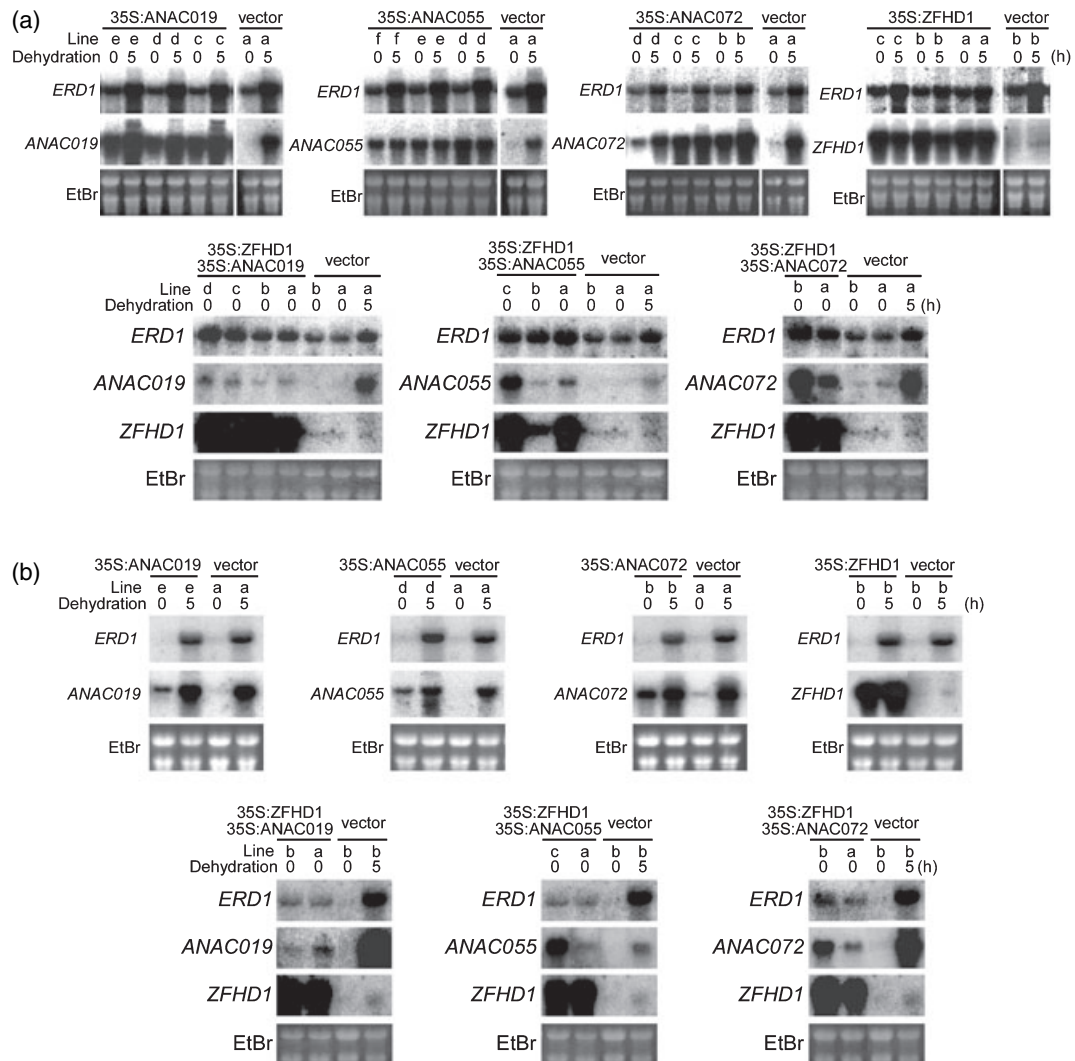 (a)
35S:ANAC019 vector
Line e e d d c c a a
Dehydration 0 5 0 5 0 5 0 5
ERD1
ANAC019
EtBr
35S:ANAC055 vector
f f e e d d a a
0 5 0 5 0 5 0 5
ERD1
ANAC055
EtBr
35S:ANAC072 vector
d d c c b b a a
0 5 0 5 0 5 0 5
ERD1
ANAC072
EtBr
35S:ZFHD1 vector
c c b b a a b b
0 5 0 5 0 5 0 5 (h)
ERD1
ZFHD1
EtBr
35S:ZFHD1
35S:ANAC019 vector
Line d c b a b a a
Dehydration 0 0 0 0 0 0 5
ERD1
ANAC019
ZFHD1
EtBr
35S:ZFHD1
35S:ANAC055 vector
c b a b a a
0 0 0 0 0 5
ERD1
ANAC055
ZFHD1
EtBr
35S:ZFHD1
35S:ANAC072 vector
b a b a a
0 0 0 0 5 (h)
ERD1
ANAC072
ZFHD1
EtBr
(b)
35S:ANAC019 vector
Line e e a a
Dehydration 0 5 0 5
ERD1
ANAC019
EtBr
35S:ANAC055 vector
d d a a
0 5 0 5
ERD1
ANAC055
EtBr
35S:ANAC072 vector
b b a a
0 5 0 5
ERD1
ANAC072
EtBr
35S:ZFHD1 vector
b b b b
0 5 0 5 (h)
ERD1
ZFHD1
EtBr
35S:ZFHD1
35S:ANAC019 vector
Line b a b b
Dehydration 0 0 0 5
ERD1
ANAC019
ZFHD1
EtBr
35S:ZFHD1
35S:ANAC055 vector
c a b b
0 0 0 5
ERD1
ANAC055
ZFHD1
EtBr
35S:ZFHD1
35S:ANAC072 vector
b a b b
0 0 0 5 (h)
ERD1
ANAC072
ZFHD1
EtBr